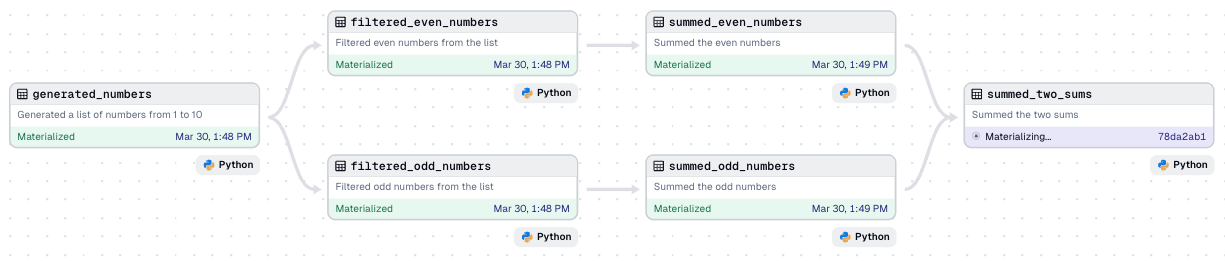 filtered_even_numbers
Filtered even numbers from the list
Materialized Mar 30, 1:48 PM
Python
summed_even_numbers
Summed the even numbers
Materialized Mar 30, 1:49 PM
Python
generated_numbers
Generated a list of numbers from 1 to 10
Materialized Mar 30, 1:48 PM
Python
summed_two_sums
Summed the two sums
Materializing... 78da2ab1
Python
filtered_odd_numbers
Filtered odd numbers from the list
Materialized Mar 30, 1:48 PM
Python
summed_odd_numbers
Summed the odd numbers
Materialized Mar 30, 1:49 PM
Python